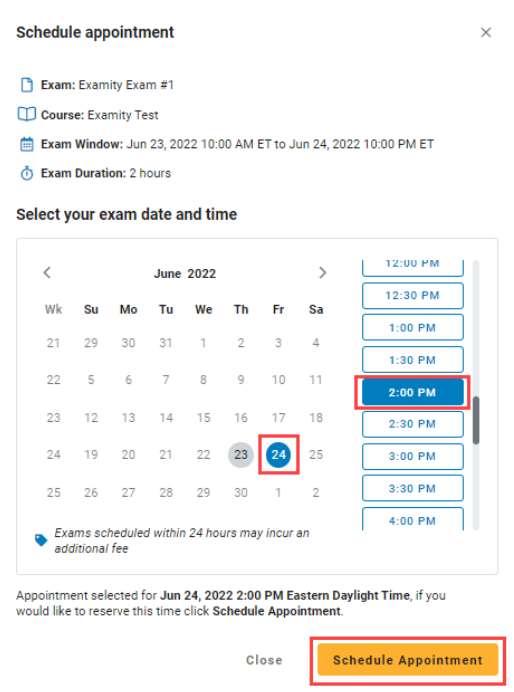 Schedule appointment
Exam: Examity Exam #1
Course: Examity Test
Exam Window: Jun 23, 2022 10:00 AM ET to Jun 24, 2022 10:00 PM ET
Exam Duration: 2 hours
Select your exam date and time
June 2022
Wk Su Mo Tu We Th Fr Sa
21 29 30 31 1 2 3 4
22 5 6 7 8 9 10 11
23 12 13 14 15 16 17 18
24 19 20 21 22 23 24 25
25 26 27 28 29 30 1 2
Exams scheduled within 24 hours may incur an
additional fee
12:00 PM
12:30 PM
1:00 PM
1:30 PM
2:00 PM
2:30 PM
3:00 PM
3:30 PM
4:00 PM
Appointment selected for Jun 24, 2022 2:00 PM Eastern Daylight Time, if you
would like to reserve this time click Schedule Appointment.
Close
Schedule Appointment